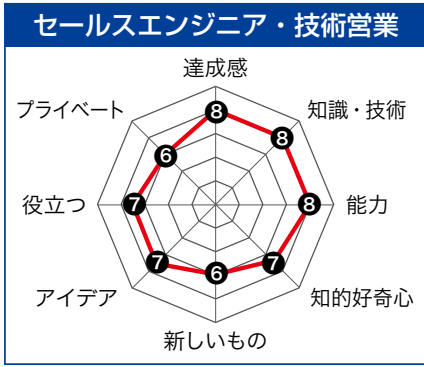 セールスエンジニア・技術営業
達成感
プライベート
知識・技術
8
8
6
役立つ
7
8
能力
7
7
アイデア
6
知的好奇心
新しいもの